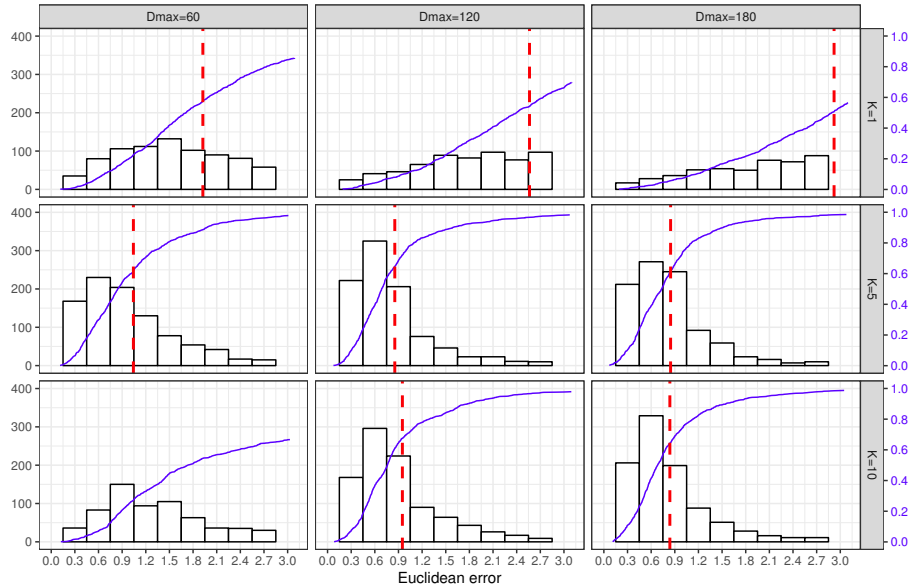 Dmax=60 Dmax=120 Dmax=180
400 300 200 100 0
1.0 0.8 0.6 0.4 0.2 0.0
K=1
400 300 200 100 0
1.0 0.8 0.6 0.4 0.2 0.0
K=5
400 300 200 100 0
1.0 0.8 0.6 0.4 0.2 0.0
K=10
0.0 0.3 0.6 0.9 1.2 1.5 1.8 2.1 2.4 2.7 3.0 0.0 0.3 0.6 0.9 1.2 1.5 1.8 2.1 2.4 2.7 3.0 0.0 0.3 0.6 0.9 1.2 1.5 1.8 2.1 2.4 2.7 3.0
Euclidean error